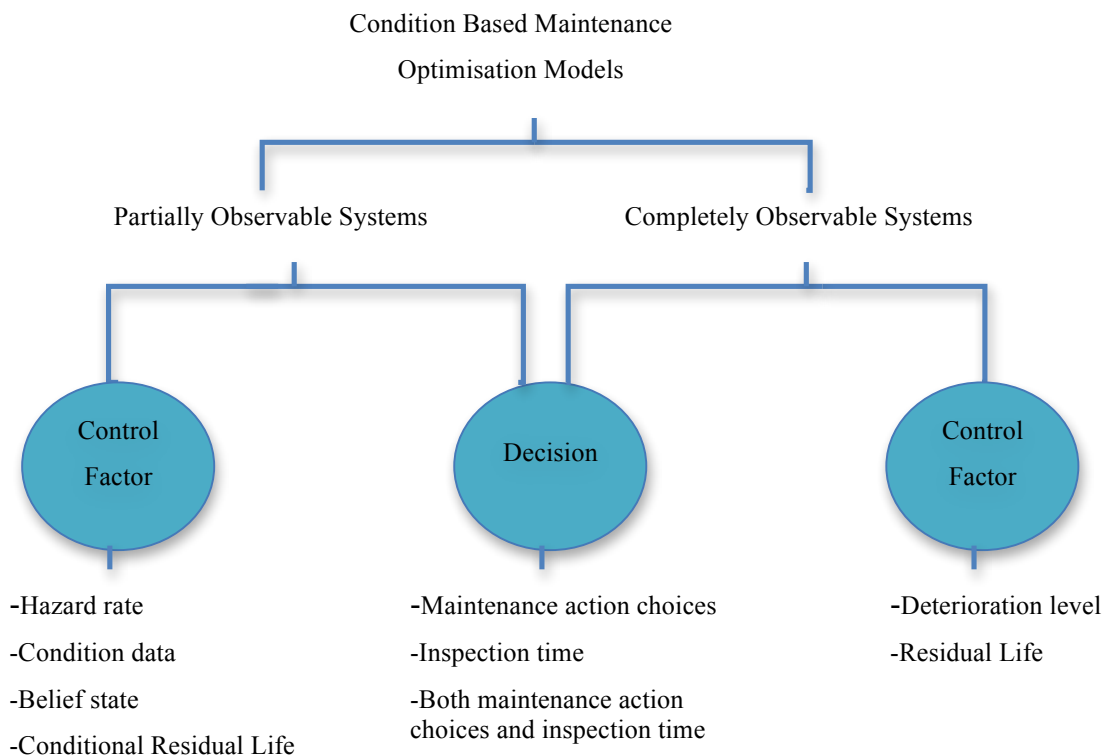 Condition Based Maintenance
Optimisation Models
Partially Observable Systems
Completely Observable Systems
Control
Factor
Decision
Control
Factor
-Hazard rate
-Condition data
-Belief state
-Conditional Residual Life
-Maintenance action choices
-Inspection time
-Both maintenance action
choices and inspection time
-Deterioration level
-Residual Life